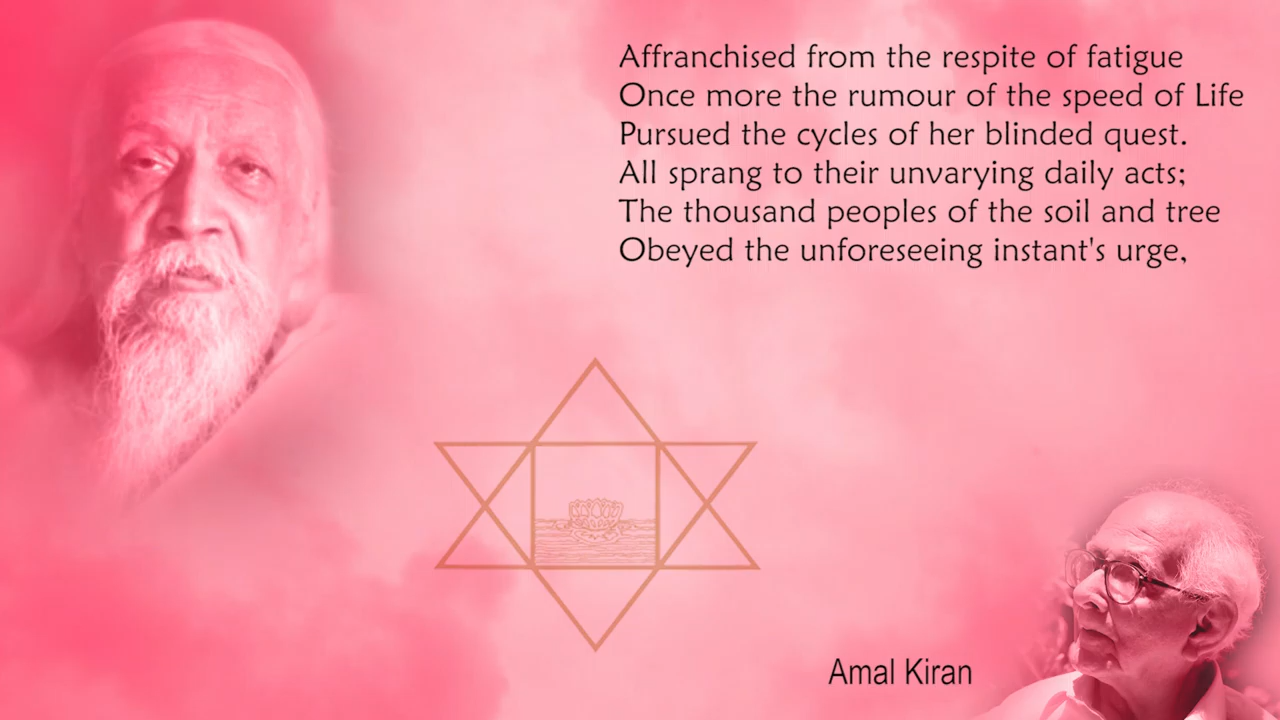 Affranchised from the respite of fatigue
Once more the rumour of the speed of Life
Pursued the cycles of her blinded quest.
All sprang to their unvarying daily acts;
The thousand peoples of the soil and tree
Obeyed the unforeseeing instant's urge,
Amal Kiran